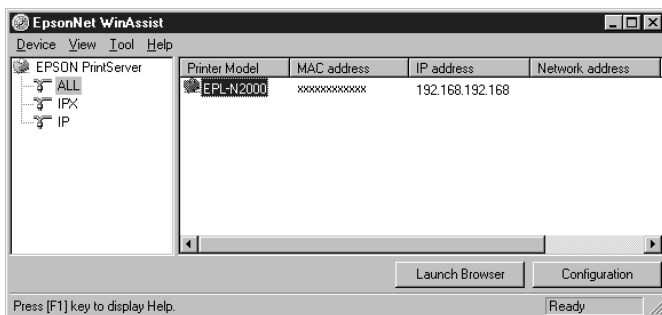 EpsonNet WinAssist
Device View Tool Help
EPSON PrintServer
ALL
IPX
IP
Printer Model MAC address IP address Network address
EPL-N2000 xxxxxxxxxxxx 192.168.192.168
Launch Browser Configuration
Press [F1] key to display Help. Ready